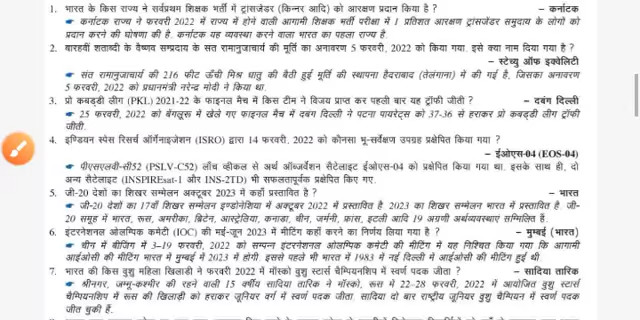 1. भारत के किस राज्य ने सर्वप्रथम शिक्षक भर्ती में ट्रांसजेंडर (किन्नर आदि) को आरक्षण प्रदान किया है ? – कर्नाटक
☛ कर्नाटक राज्य ने फरवरी 2022 में राज्य में होने वाली आगामी शिक्षक भर्ती परीक्षा में 1 प्रतिशत आरक्षण ट्रांसजेंडर समुदाय के लोगों को
प्रदान करने की घोषणा की है। कर्नाटक यह व्यवस्था करने वाला भारत का पहला राज्य है।
2. बारहवीं शताब्दी के वैष्णव सम्प्रदाय के संत रामानुजाचार्य की मूर्ति का अनावरण 5 फरवरी, 2022 को किया गया. इसे क्या नाम दिया गया है ?
– स्टेच्यु ऑफ इक्वेलिटी
☛ संत रामानुजाचार्य की 216 फीट ऊँची मिश्र धातु की बैठी हुई मूर्ति की स्थापना हैदराबाद (तेलंगाना) में की गई है, जिसका अनावरण
5 फरवरी, 2022 को प्रधानमंत्री नरेन्द्र मोदी ने किया था.
3. प्रो कबड्डी लीग (PKL) 2021-22 के फाइनल मैच में किस टीम ने विजय प्राप्त कर पहली बार यह ट्रॉफी जीती ? – दबंग दिल्ली
☛ 25 फरवरी, 2022 को बेंगलुरू में खेले गए फाइनल मैच में दबंग दिल्ली ने पटना पायरेट्स को 37-36 से हराकर प्रो कबड्डी लीग ट्रॉफी
जीती.
4. इण्डियन स्पेस रिसर्च ऑर्गेनाइजेशन (ISRO) द्वारा 14 फरवरी, 2022 को कौनसा भू-सर्वेक्षण उपग्रह प्रक्षेपित किया गया ?
– ईओएस-04 (EOS-04)
☛ पीएसएलवी-सी52 (PSLV-C52) लाँच व्हीकल से अर्थ ऑब्जर्वेशन सैटेलाइट ईओएस-04 को प्रक्षेपित किया गया था. इसके साथ ही, दो
अन्य सैटेलाइट (INSPIREsat-1 और INS-2TD) भी सफलतापूर्वक प्रक्षेपित किए गए.
5. जी-20 देशों का शिखर सम्मेलन अक्टूबर 2023 में कहाँ प्रस्तावित है ? – भारत
☛ जी-20 देशों का 17वाँ शिखर सम्मेलन इण्डोनेशिया में अक्टूबर 2022 में प्रस्तावित है. 2023 का शिखर सम्मेलन भारत में प्रस्तावित है. जी-
20 समूह में भारत, रूस, अमरीका, ब्रिटेन, आस्ट्रेलिया, कनाडा, चीन, जर्मनी, फ्रांस, इटली आदि 19 अग्रणी अर्थव्यवस्थाएं सम्मिलित हैं.
6. इंटरनेशनल ओलम्पिक कमेटी (IOC) की मई-जून 2023 में मीटिंग कहाँ करने का निर्णय लिया गया है ? – मुम्बई (भारत)
☛ चीन में बीजिंग में 3–19 फरवरी, 2022 को सम्पन्न इंटरनेशनल ओलम्पिक कमेटी की मीटिंग में यह निश्चित किया गया कि आगामी
आईओसी की मीटिंग भारत में मुम्बई में 2023 में होगी. इससे पहले भी भारत में 1983 में नई दिल्ली में आईओसी की मीटिंग हुई थी.
7. भारत की किस वुशु महिला खिलाड़ी ने फरवरी 2022 में मॉस्को वुशु स्टार्स चैम्पियनशिप में स्वर्ण पदक जीता ? – सादिया तारिक
☛ श्रीनगर, जम्मू-कश्मीर की रहने वाली 15 वर्षीय सादिया तारिक ने मॉस्को, रूस में 22–28 फरवरी, 2022 में आयोजित वुशु स्टार्स
चैम्पियनशिप में रूस की खिलाड़ी को हराकर जूनियर वर्ग में स्वर्ण पदक जीता. सादिया दो बार राष्ट्रीय जूनियर वुशु चैम्पियन में स्वर्ण पदक
जीत चुकी हैं.